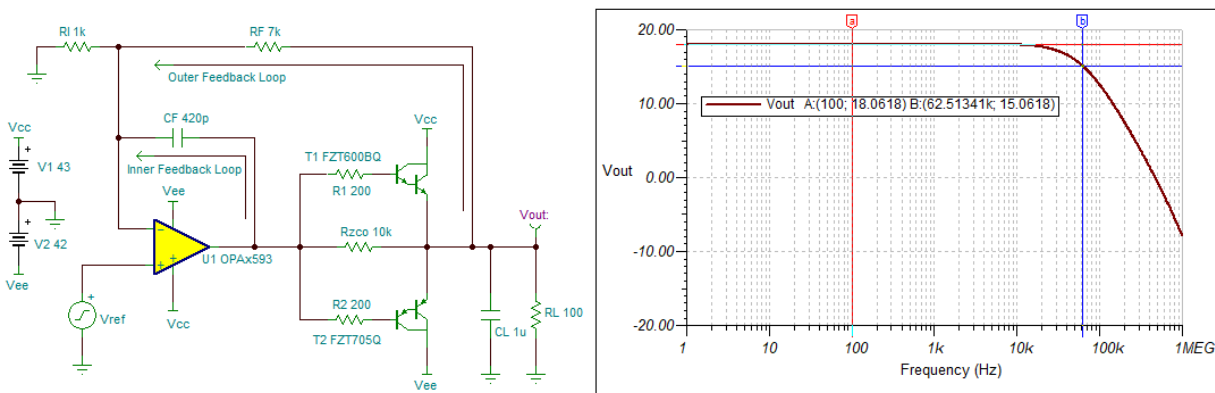 RI 1k
RF 7k
Outer Feedback Loop
CF 420p
Inner Feedback Loop
Vcc
+
V1 43
+
V2 42
Vee
Vee
−
+
+
−
U1 OPAx593
Vcc
+
Vref
T1 FZT600BQ
R1 200
Vcc
Rzco 10k
R2 200
T2 FZT705Q
Vee
Vout:
CL 1u
RL 100
a
b
20.00
10.00
Vout
0.00
-10.00
-20.00
Vout A:(100; 18.0618) B:(62.51341k; 15.0618)
1
10
100
1k
10k
100k
1MEG
Frequency (Hz)